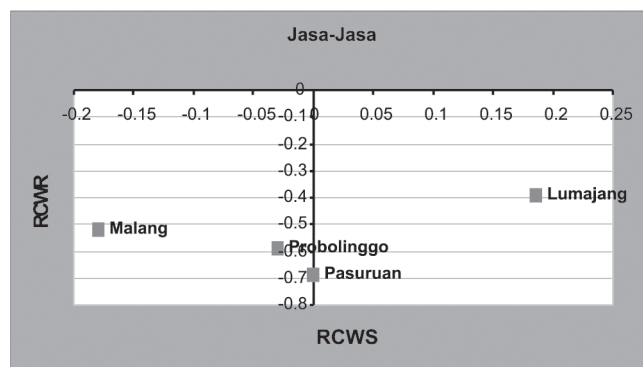 Jasa-Jasa
0
-0.2 -0.15 -0.1 -0.05 0 0.05 0.1 0.15 0.2 0.25
-0.1
-0.2
-0.3
-0.4
-0.5
-0.6
-0.7
-0.8
Lumajang
Malang
Probolinggo
Pasuruan
RCWR
RCWS